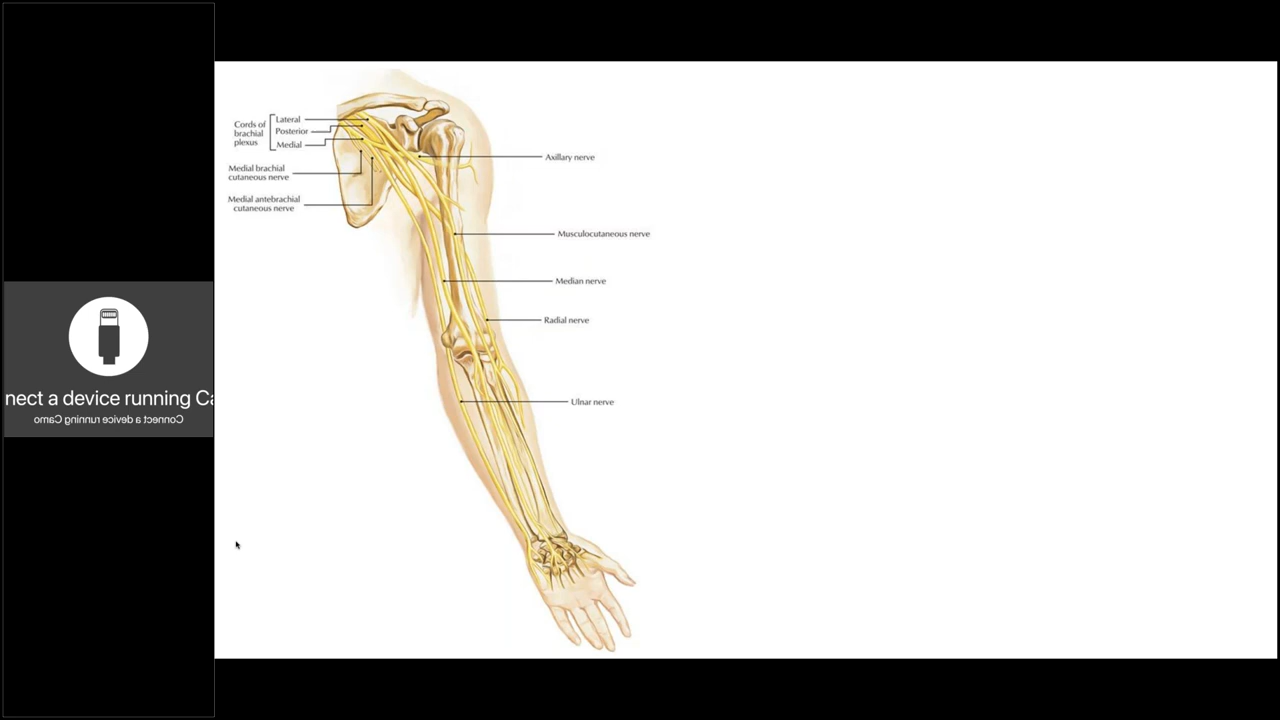 nect a device running Ca
Connect a device running Camo
Cords of
brachial
plexus
Lateral
Posterior
Medial
Medial brachial
cutaneous nerve
Medial antebrachial
cutaneous nerve
Axillary nerve
Musculocutaneous nerve
Median nerve
Radial nerve
Ulnar nerve